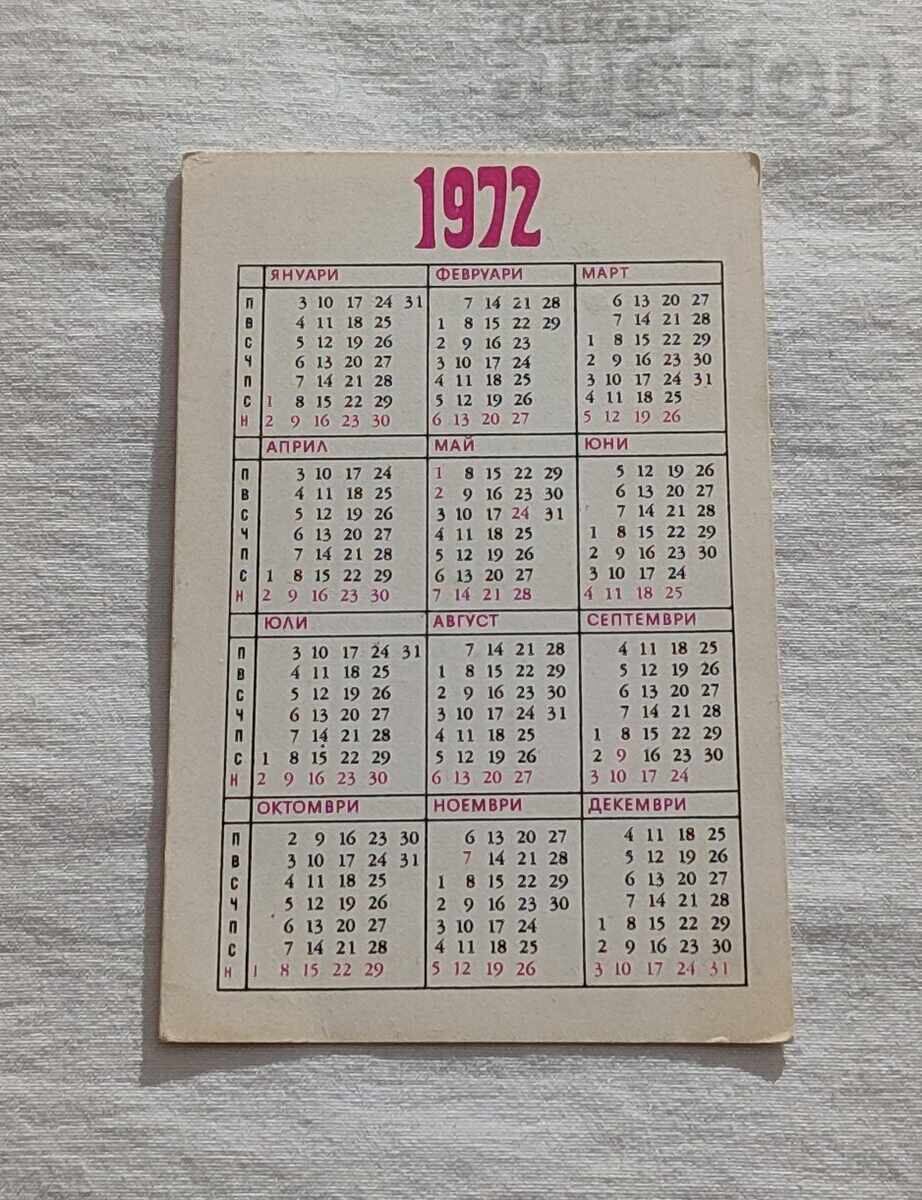 BALKAN
auction
1972
ЯНУАРИ ФЕВРУАРИ МАРТ
П 3 10 17 24 31 7 14 21 28 6 13 20 27
В 4 11 18 25 1 8 15 22 29 7 14 21 28
С 5 12 19 26 2 9 16 23 1 8 15 22 29
Ч 6 13 20 27 3 10 17 24 2 9 16 23 30
П 7 14 21 28 4 11 18 25 3 10 17 24 31
С 1 8 15 22 29 5 12 19 26 4 11 18 25
Н 2 9 16 23 30 6 13 20 27 5 12 19 26
АПРИЛ МАЙ ЮНИ
П 3 10 17 24 1 8 15 22 29 5 12 19 26
В 4 11 18 25 2 9 16 23 30 6 13 20 27
С 5 12 19 26 3 10 17 24 31 7 14 21 28
Ч 6 13 20 27 4 11 18 25 1 8 15 22 29
П 7 14 21 28 5 12 19 26 2 9 16 23 30
С 1 8 15 22 29 6 13 20 27 3 10 17 24
Н 2 9 16 23 30 7 14 21 28 4 11 18 25
ЮЛИ АВГУСТ СЕПТЕМВРИ
П 3 10 17 24 31 7 14 21 28 4 11 18 25
В 4 11 18 25 1 8 15 22 29 5 12 19 26
С 5 12 19 26 2 9 16 23 30 6 13 20 27
Ч 6 13 20 27 3 10 17 24 31 7 14 21 28
П 7 14 21 28 4 11 18 25 1 8 15 22 29
С 1 8 15 22 29 5 12 19 26 2 9 16 23 30
Н 2 9 16 23 30 6 13 20 27 3 10 17 24
ОКТОМВРИ НОЕМВРИ ДЕКЕМВРИ
П 2 9 16 23 30 6 13 20 27 4 11 18 25
В 3 10 17 24 31 7 14 21 28 5 12 19 26
С 4 11 18 25 1 8 15 22 29 6 13 20 27
Ч 5 12 19 26 2 9 16 23 30 7 14 21 28
П 6 13 20 27 3 10 17 24 1 8 15 22 29
С 7 14 21 28 4 11 18 25 2 9 16 23 30
Н 1 8 15 22 29 5 12 19 26 3 10 17 24 31